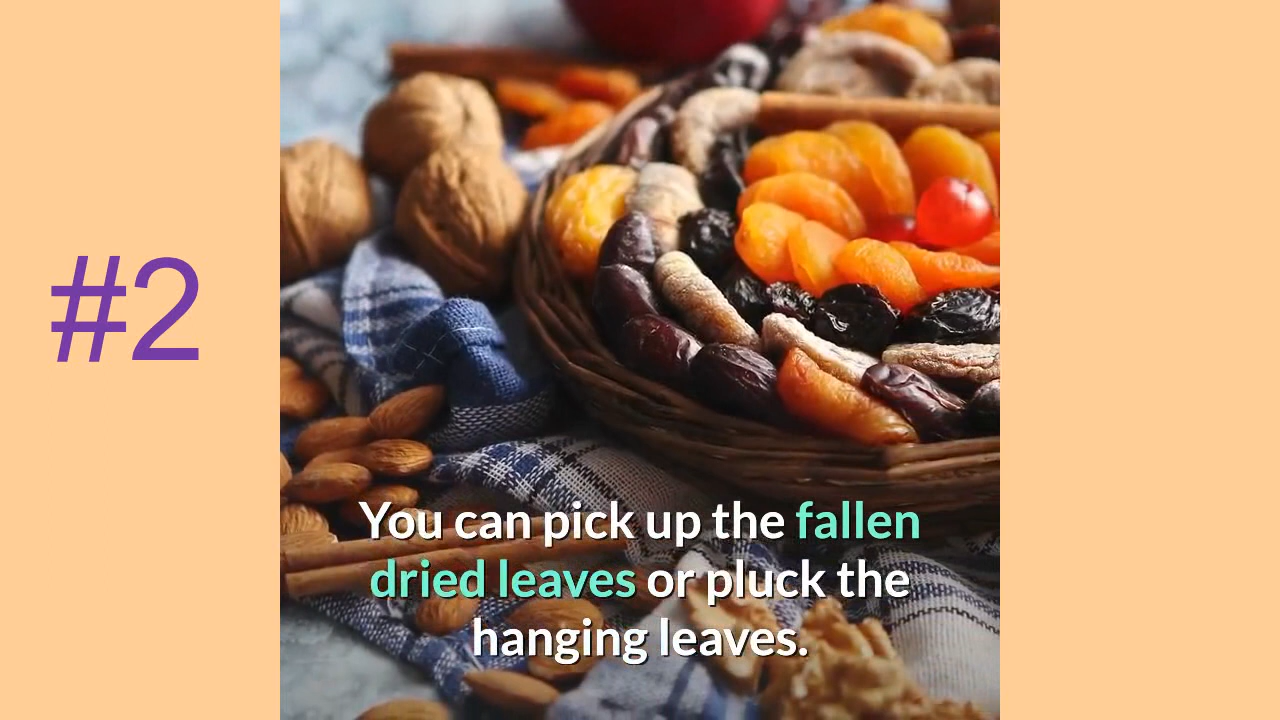 #2
You can pick up the fallen
dried leaves or pluck the
hanging leaves.